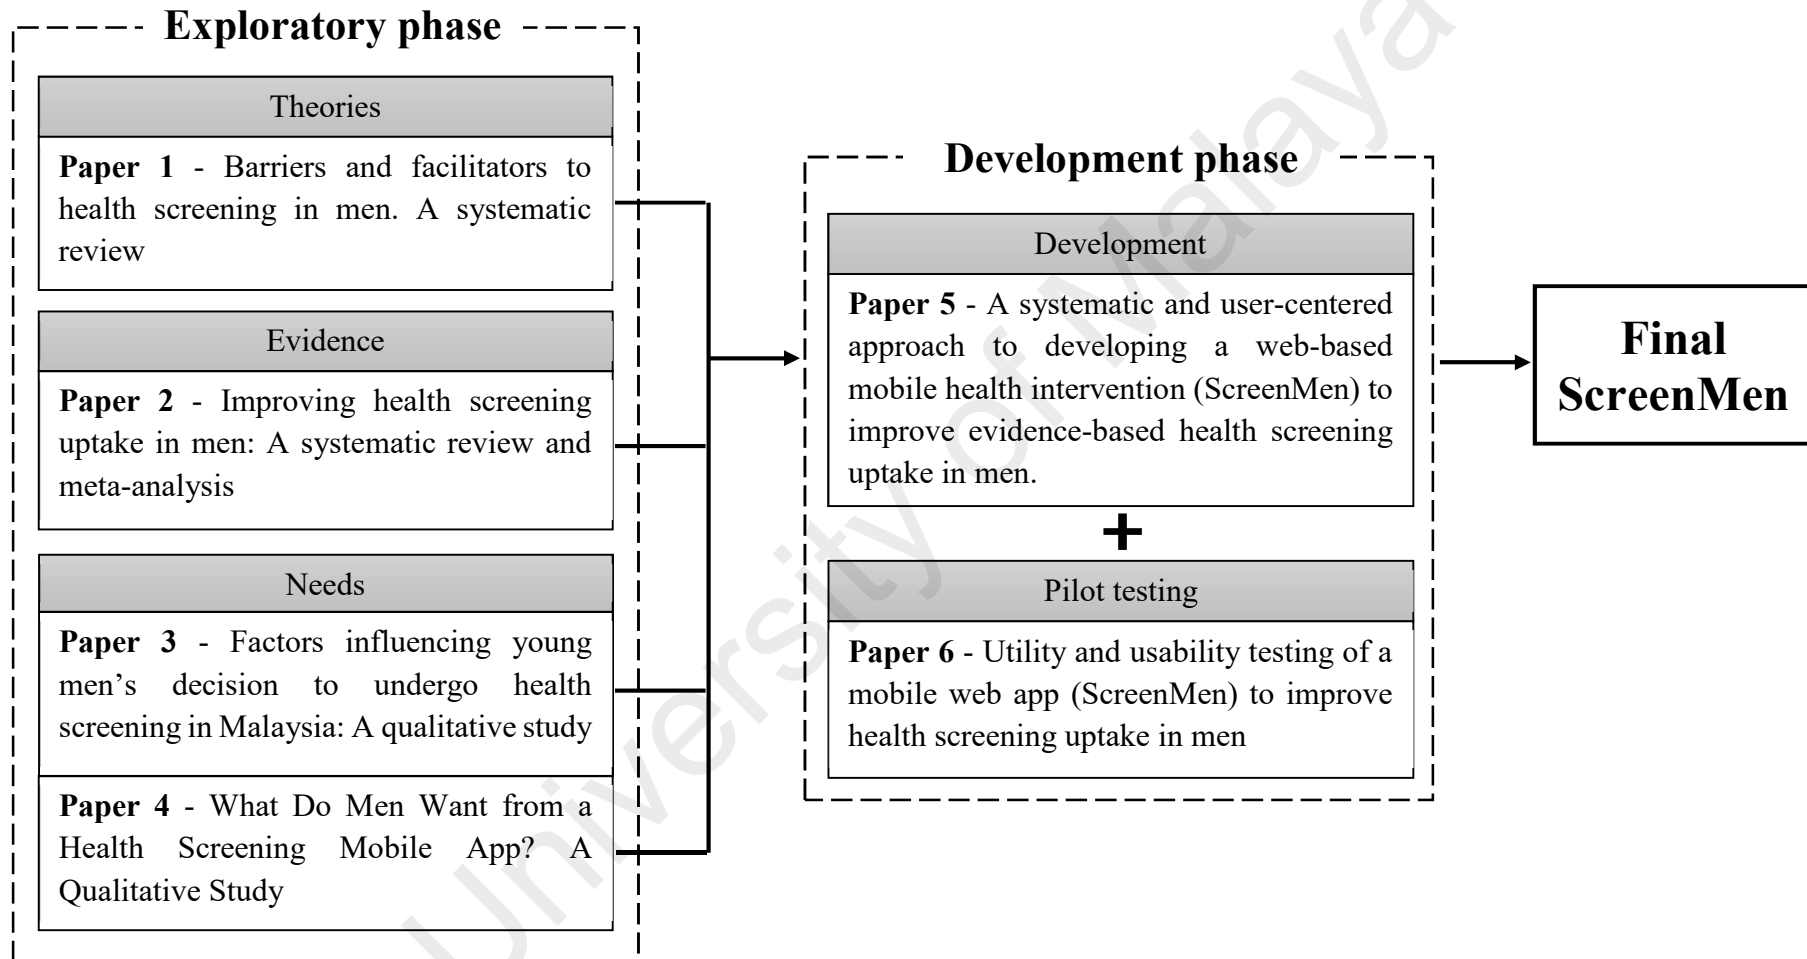 Exploratory phase
Theories
Paper 1 - Barriers and facilitators to
health screening in men. A systematic
review
Evidence
Paper 2 - Improving health screening
uptake in men: A systematic review and
meta-analysis
Needs
Paper 3 - Factors influencing young
men’s decision to undergo health
screening in Malaysia: A qualitative study
Paper 4 - What Do Men Want from a
Health Screening Mobile App? A
Qualitative Study
Development phase
Development
Paper 5 - A systematic and user-centered
approach to developing a web-based
mobile health intervention (ScreenMen) to
improve evidence-based health screening
uptake in men.
+
Pilot testing
Paper 6 - Utility and usability testing of a
mobile web app (ScreenMen) to improve
health screening uptake in men
Final
ScreenMen
University of Malaya